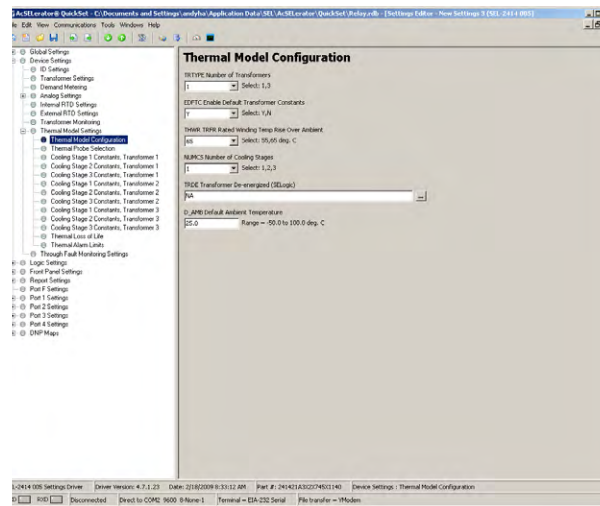 AcSELerator® QuickSet - C:\Documents and Settings\andyha\Application Data\SEL\AcSELerator\QuickSet\Relay.rdb - [Settings Editor - New Settings 3 (SEL-2414 005)]
Edit View Communications Tools Windows Help
Global Settings
Device Settings
ID Settings
Transformer Settings
Demand Metering
Analog Settings
Internal RTD Settings
External RTD Settings
Transformer Monitoring
Thermal Model Settings
Thermal Model Configuration
Thermal Probe Selection
Cooling Stage 1 Constants, Transformer 1
Cooling Stage 2 Constants, Transformer 1
Cooling Stage 3 Constants, Transformer 1
Cooling Stage 1 Constants, Transformer 2
Cooling Stage 2 Constants, Transformer 2
Cooling Stage 3 Constants, Transformer 2
Cooling Stage 1 Constants, Transformer 3
Cooling Stage 2 Constants, Transformer 3
Cooling Stage 3 Constants, Transformer 3
Thermal Loss of Life
Thermal Alarm Limits
Through Fault Monitoring Settings
Logic Settings
Front Panel Settings
Report Settings
Port F Settings
Port 1 Settings
Port 2 Settings
Port 3 Settings
Port 4 Settings
DNP Maps
Thermal Model Configuration
TRTYPE Number of Transformers
1 Select: 1,3
EDFTC Enable Default Transformer Constants
Y Select: Y,N
THWR TRFR Rated Winding Temp Rise Over Ambient
65 Select: 55,65 deg. C
NUMCS Number of Cooling Stages
1 Select: 1,2,3
TRDE Transformer De-energized (SELogic)
NA ...
D_AMB Default Ambient Temperature
25.0 Range = -50.0 to 100.0 deg. C
L-2414 005 Settings Driver Driver Version: 4.7.1.23 Date: 2/18/2009 8:33:12 AM Part #: Device Settings : Thermal Model Configuration
RXD Disconnected Direct to COM2 9600 8-None-1 Terminal = EIA-232 Serial File transfer = YModem